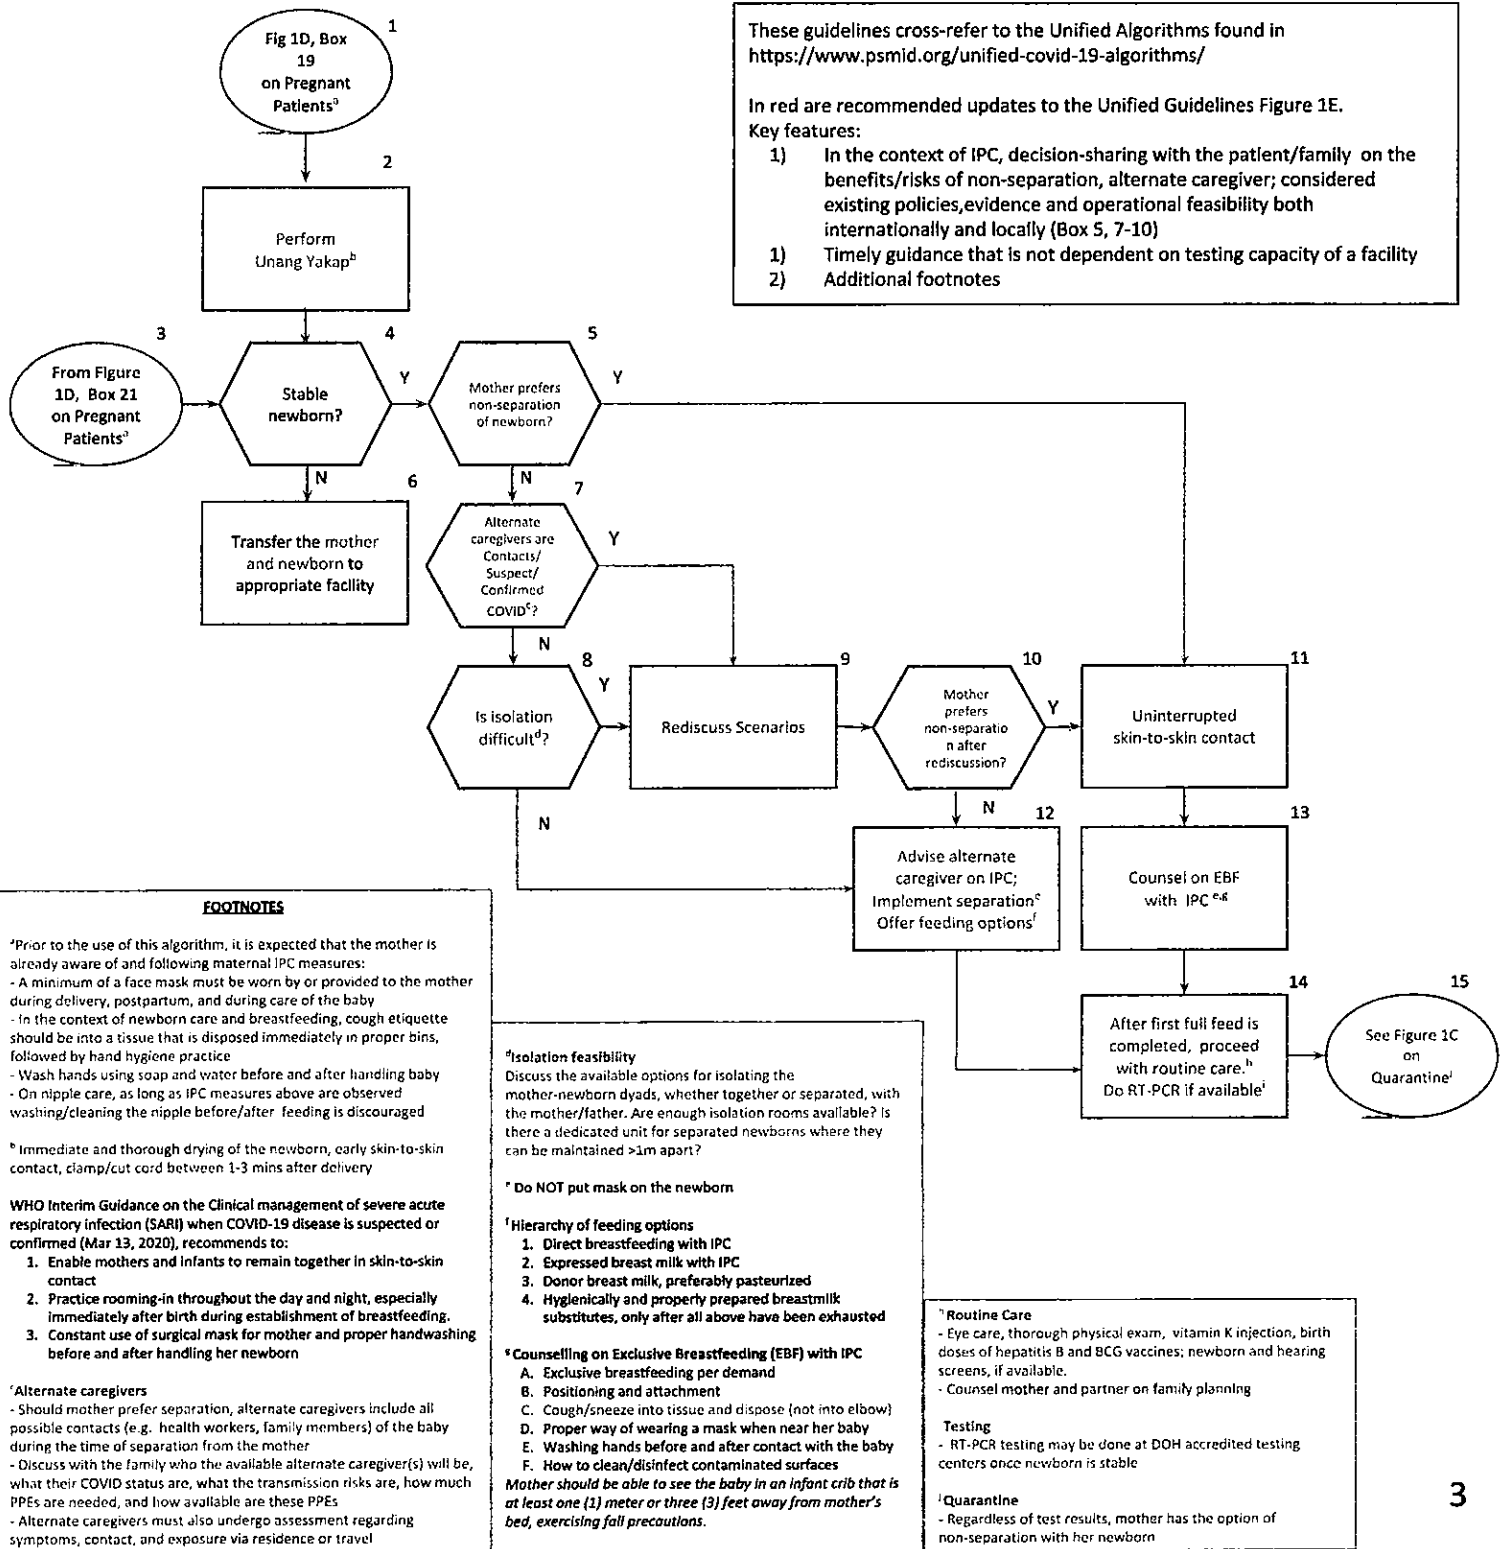 1
Fig 1D, Box
19
on Pregnant
Patientsᵃ
These guidelines cross-refer to the Unified Algorithms found in
https://www.psmid.org/unified-covid-19-algorithms/
In red are recommended updates to the Unified Guidelines Figure 1E.
Key features:
1) In the context of IPC, decision-sharing with the patient/family on the
benefits/risks of non-separation, alternate caregiver; considered
existing policies,evidence and operational feasibility both
internationally and locally (Box 5, 7-10)
1) Timely guidance that is not dependent on testing capacity of a facility
2) Additional footnotes
2
Perform
Unang Yakapᵇ
3
From Figure
1D, Box 21
on Pregnant
Patientsᵃ
4
Stable
newborn?
Y
N
5
Mother prefers
non-separation
of newborn?
Y
N
6
Transfer the mother
and newborn to
appropriate facility
7
Alternate
caregivers are
Contacts/
Suspect/
Confirmed
COVIDᶜ?
Y
N
8
Is isolation
difficultᵈ?
Y
N
9
Rediscuss Scenarios
10
Mother
prefers
non-separatio
n after
rediscussion?
Y
N
11
Uninterrupted
skin-to-skin contact
12
Advise alternate
caregiver on IPC;
Implement separationᵉ
Offer feeding optionsᶠ
13
Counsel on EBF
with IPC ᵉ,ᵍ
14
After first full feed is
completed, proceed
with routine care.ʰ
Do RT-PCR if availableⁱ
15
See Figure 1C
on
Quarantineʲ
FOOTNOTES
ᵃPrior to the use of this algorithm, it is expected that the mother is
already aware of and following maternal IPC measures:
- A minimum of a face mask must be worn by or provided to the mother
during delivery, postpartum, and during care of the baby
- In the context of newborn care and breastfeeding, cough etiquette
should be into a tissue that is disposed immediately in proper bins,
followed by hand hygiene practice
- Wash hands using soap and water before and after handling baby
- On nipple care, as long as IPC measures above are observed
washing/cleaning the nipple before/after feeding is discouraged
ᵇ Immediate and thorough drying of the newborn, early skin-to-skin
contact, clamp/cut cord between 1-3 mins after delivery
WHO Interim Guidance on the Clinical management of severe acute
respiratory infection (SARI) when COVID-19 disease is suspected or
confirmed (Mar 13, 2020), recommends to:
1. Enable mothers and infants to remain together in skin-to-skin
contact
2. Practice rooming-in throughout the day and night, especially
immediately after birth during establishment of breastfeeding.
3. Constant use of surgical mask for mother and proper handwashing
before and after handling her newborn
ᶜAlternate caregivers
- Should mother prefer separation, alternate caregivers include all
possible contacts (e.g. health workers, family members) of the baby
during the time of separation from the mother
- Discuss with the family who the available alternate caregiver(s) will be,
what their COVID status are, what the transmission risks are, how much
PPEs are needed, and how available are these PPEs
- Alternate caregivers must also undergo assessment regarding
symptoms, contact, and exposure via residence or travel
ᵈIsolation feasibility
Discuss the available options for isolating the
mother-newborn dyads, whether together or separated, with
the mother/father. Are enough isolation rooms available? Is
there a dedicated unit for separated newborns where they
can be maintained >1m apart?
ᵉ Do NOT put mask on the newborn
ᶠHierarchy of feeding options
1. Direct breastfeeding with IPC
2. Expressed breast milk with IPC
3. Donor breast milk, preferably pasteurized
4. Hygienically and properly prepared breastmilk
substitutes, only after all above have been exhausted
ᵍCounselling on Exclusive Breastfeeding (EBF) with IPC
A. Exclusive breastfeeding per demand
B. Positioning and attachment
C. Cough/sneeze into tissue and dispose (not into elbow)
D. Proper way of wearing a mask when near her baby
E. Washing hands before and after contact with the baby
F. How to clean/disinfect contaminated surfaces
Mother should be able to see the baby in an infant crib that is
at least one (1) meter or three (3) feet away from mother's
bed, exercising fall precautions.
ʰRoutine Care
- Eye care, thorough physical exam, vitamin K injection, birth
doses of hepatitis B and BCG vaccines; newborn and hearing
screens, if available.
- Counsel mother and partner on family planning
Testing
- RT-PCR testing may be done at DOH accredited testing
centers once newborn is stable
ʲQuarantine
- Regardless of test results, mother has the option of
non-separation with her newborn
3